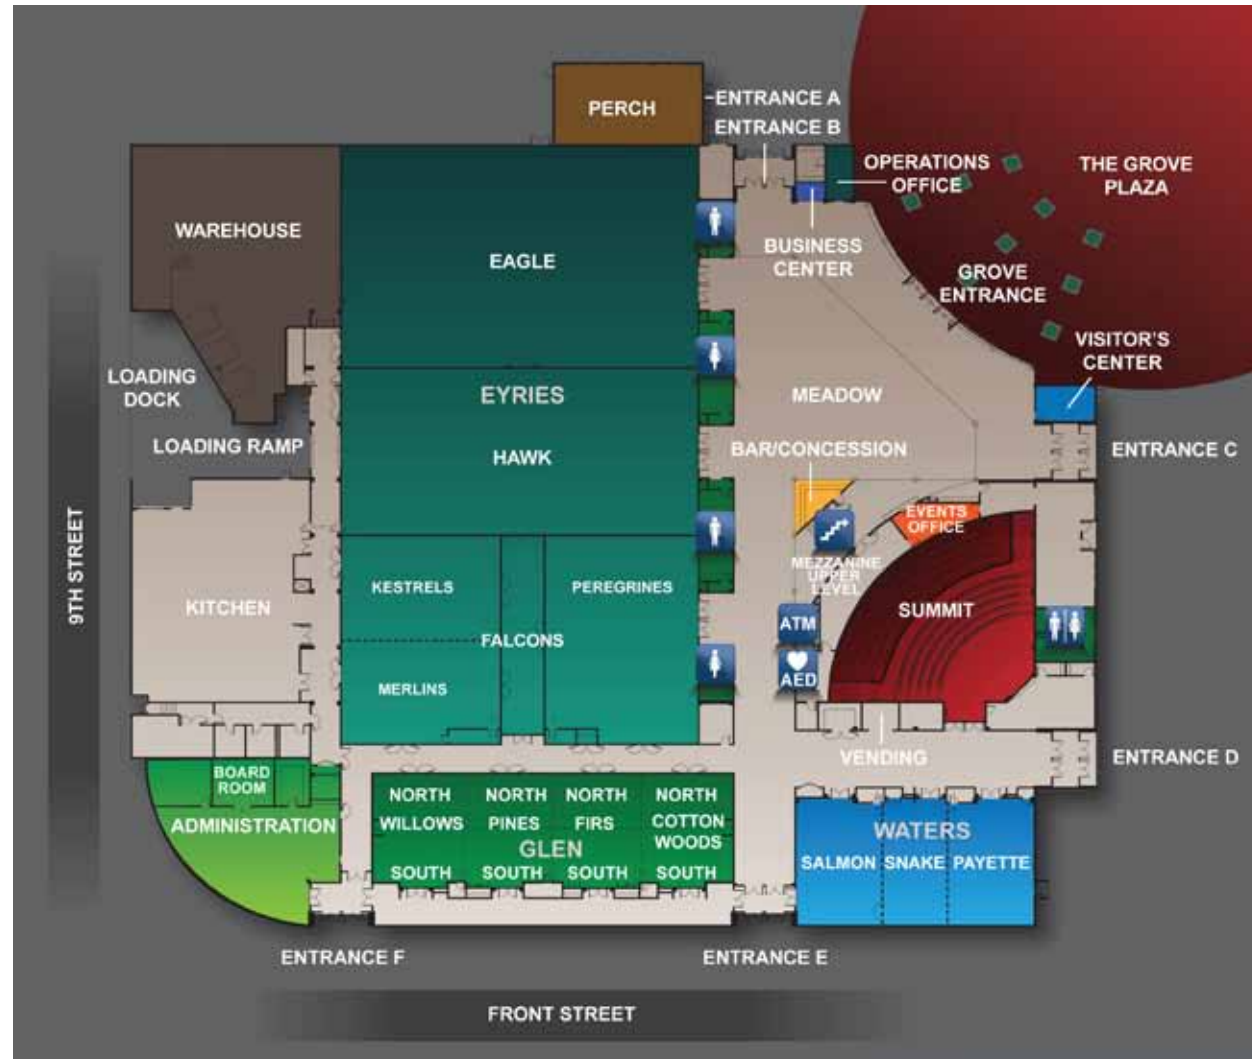 PERCH
ENTRANCE A
ENTRANCE B
OPERATIONS
OFFICE
THE GROVE
PLAZA
WAREHOUSE
EAGLE
BUSINESS
CENTER
GROVE
ENTRANCE
VISITOR'S
CENTER
LOADING
DOCK
EYRIES
MEADOW
LOADING RAMP
HAWK
BAR/CONCESSION
ENTRANCE C
EVENTS
OFFICE
MEZZANINE
UPPER
LEVEL
9TH STREET
KITCHEN
KESTRELS
PEREGRINES
FALCONS
MERLINS
SUMMIT
ATM
AED
VENDING
ENTRANCE D
BOARD
ROOM
ADMINISTRATION
NORTH NORTH NORTH NORTH
WILLOWS PINES FIRS COTTON
WOODS
GLEN
SOUTH SOUTH SOUTH SOUTH
WATERS
SALMON SNAKE PAYETTE
ENTRANCE F
ENTRANCE E
FRONT STREET